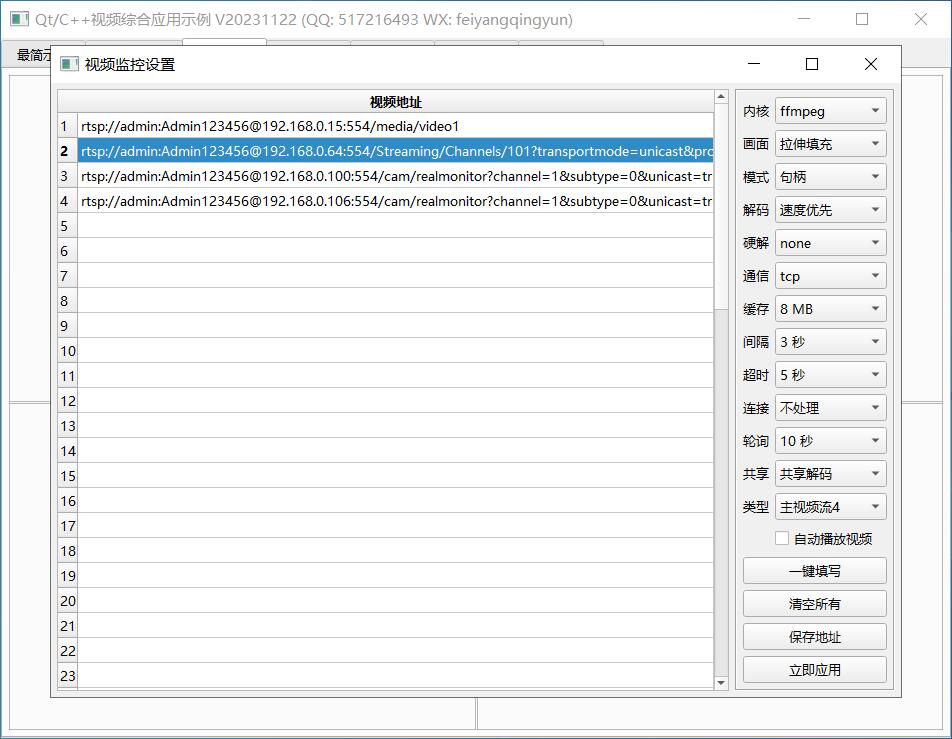 Qt/C++视频综合应用示例 V20231122 (QQ: 517216493 WX: feiyangqingyun)
最简示
视频监控设置
视频地址
1 rtsp://admin:Admin123456@192.168.0.15:554/media/video1
2 rtsp://admin:Admin123456@192.168.0.64:554/Streaming/Channels/101?transportmode=unicast&pro
3 rtsp://admin:Admin123456@192.168.0.100:554/cam/realmonitor?channel=1&subtype=0&unicast=tr
4 rtsp://admin:Admin123456@192.168.0.106:554/cam/realmonitor?channel=1&subtype=0&unicast=tr
5
6
7
8
9
10
11
12
13
14
15
16
17
18
19
20
21
22
23
内核 ffmpeg
画面 拉伸填充
模式 句柄
解码 速度优先
硬解 none
通信 tcp
缓存 8 MB
间隔 3 秒
超时 5 秒
连接 不处理
轮询 10 秒
共享 共享解码
类型 主视频流4
自动播放视频
一键填写
清空所有
保存地址
立即应用